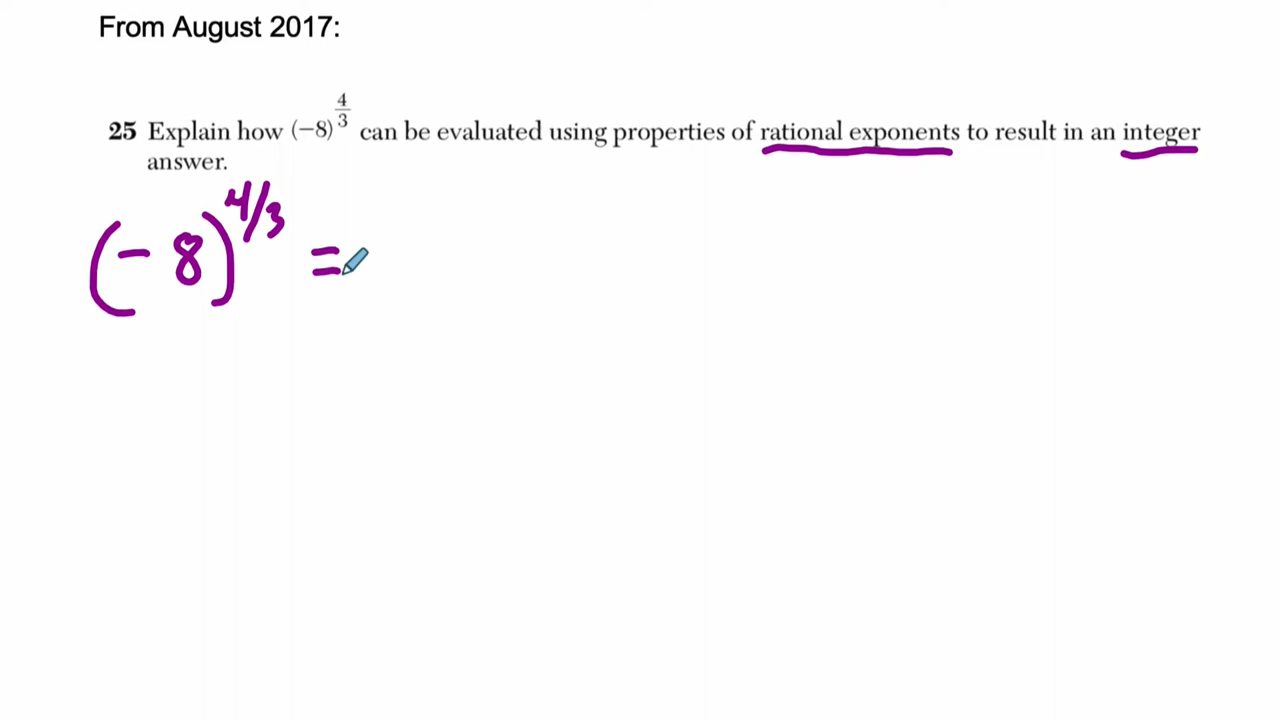 From August 2017:
25 Explain how (−8)^(4/3) can be evaluated using properties of rational exponents to result in an integer
answer.
(-8)^4/3 =